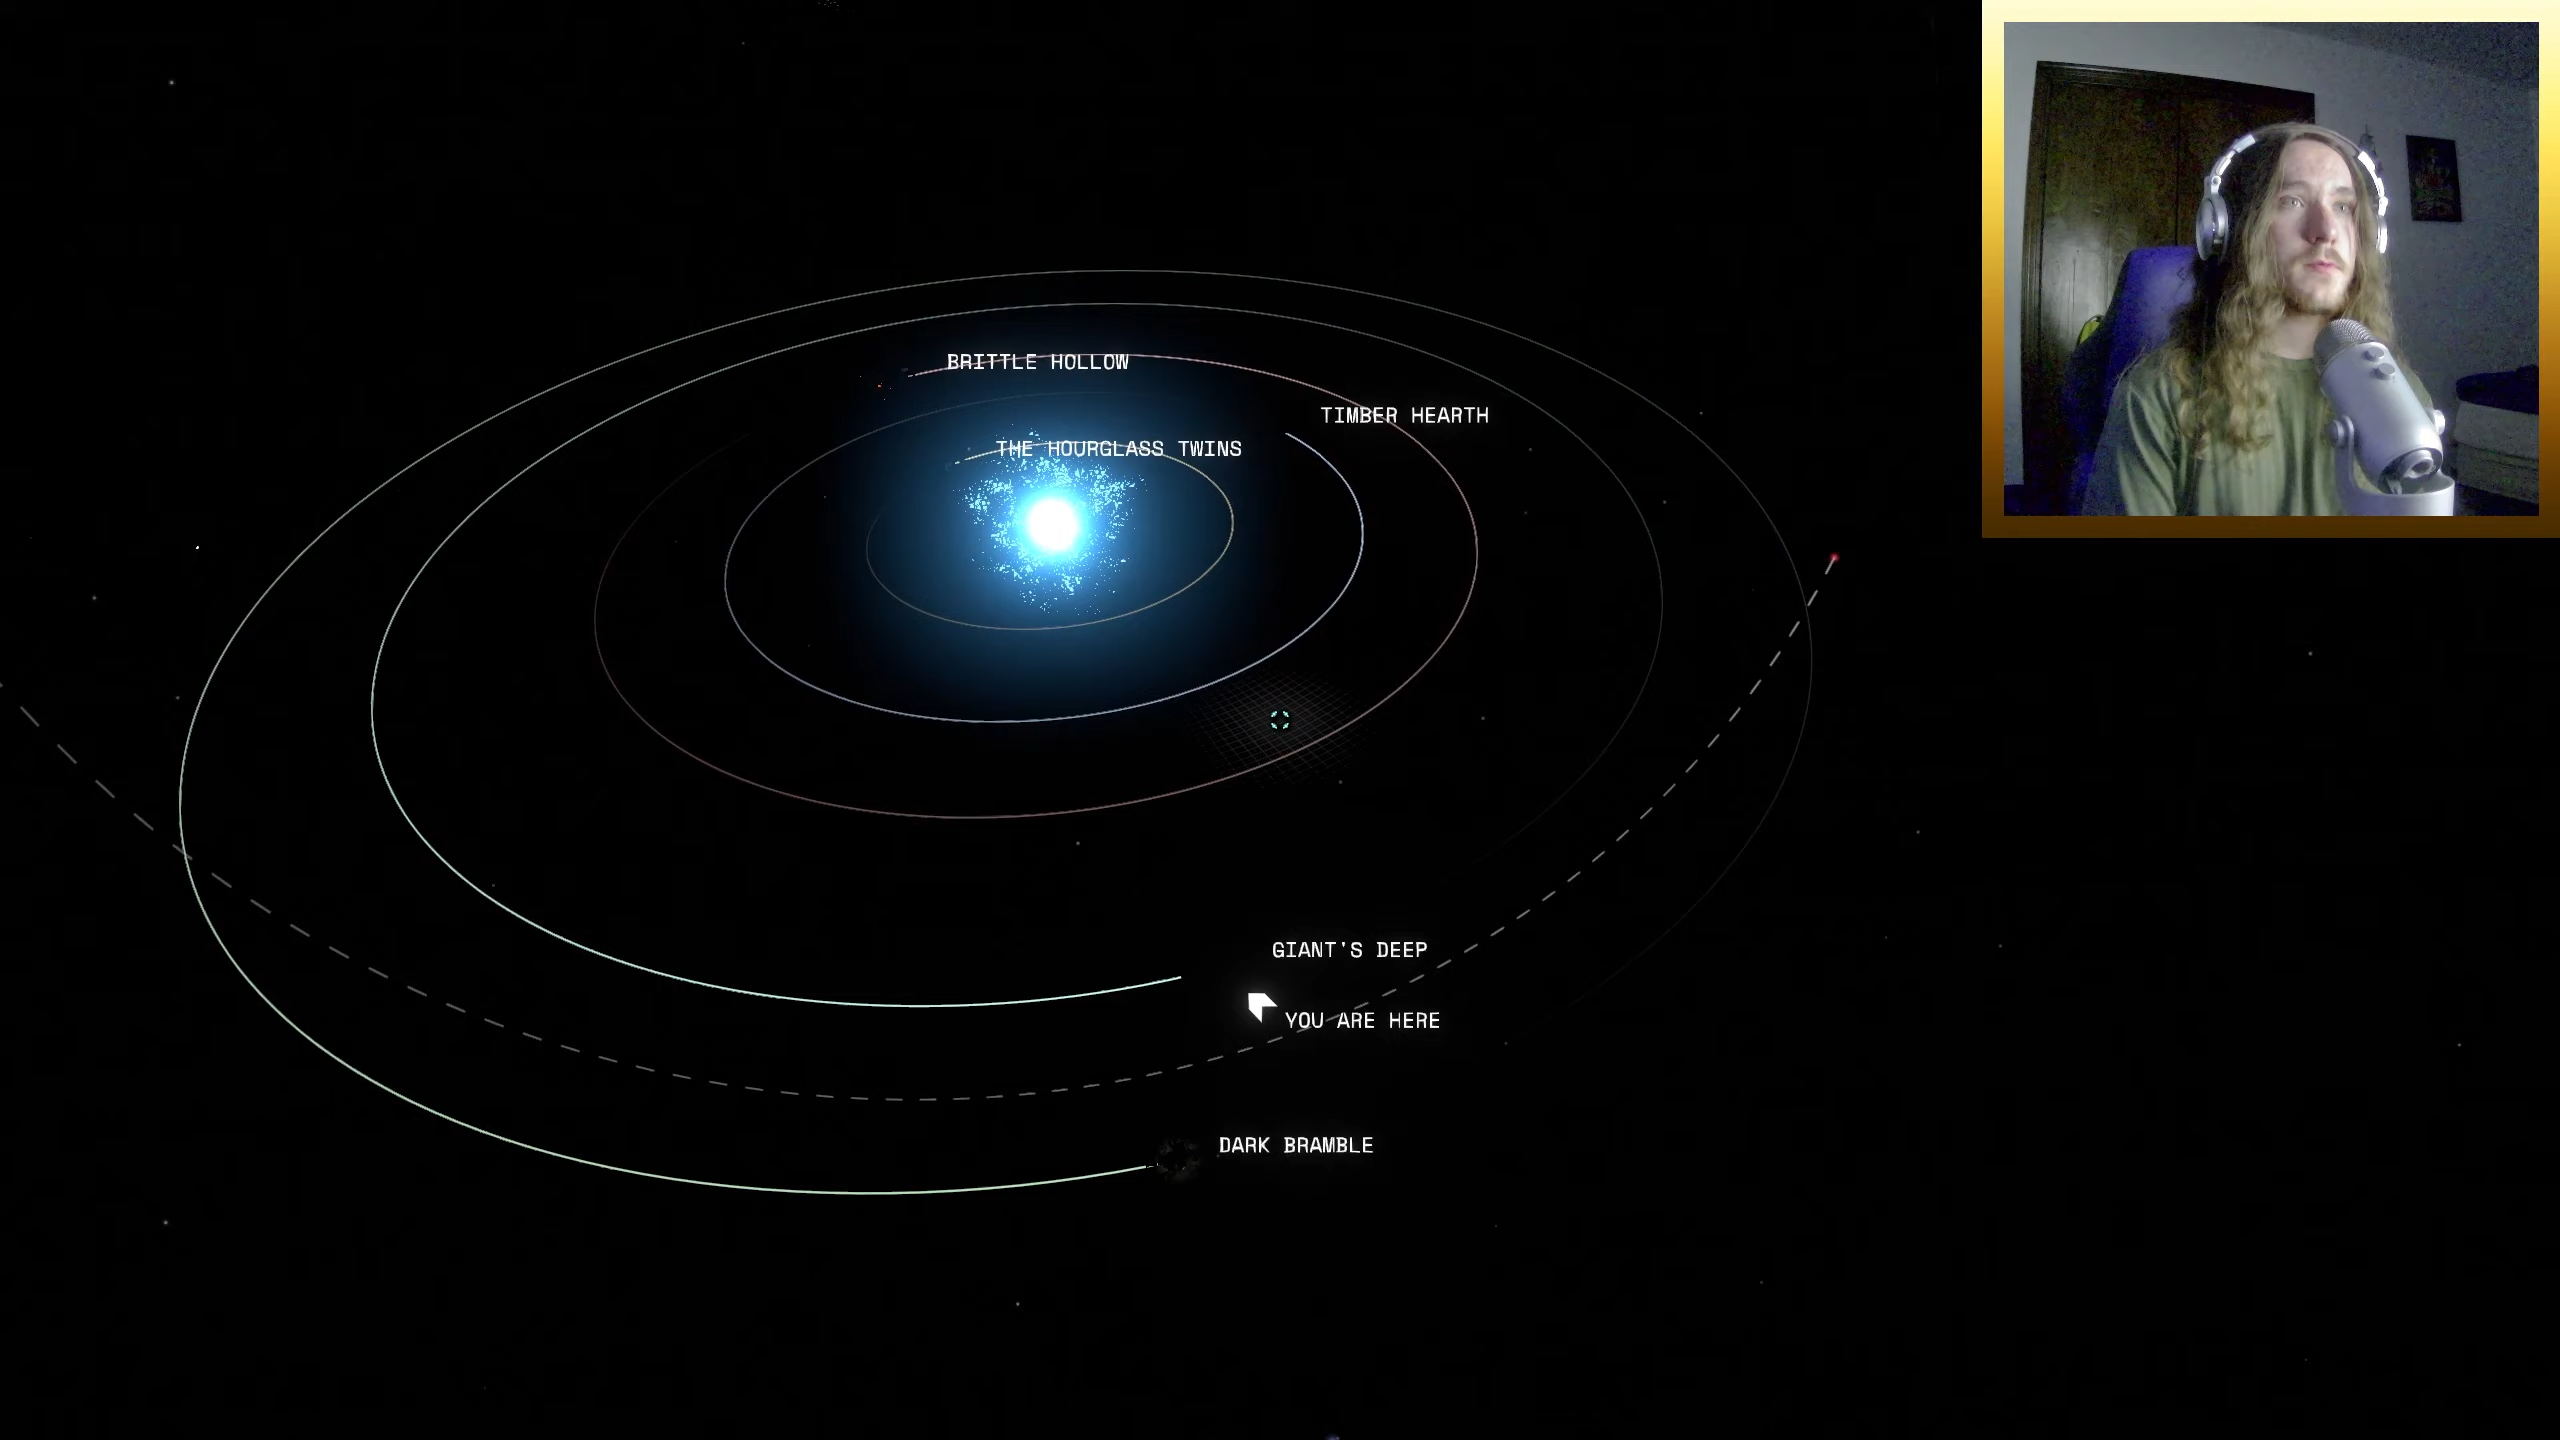 BRITTLE HOLLOW
TIMBER HEARTH
THE HOURGLASS TWINS
GIANT'S DEEP
YOU ARE HERE
DARK BRAMBLE